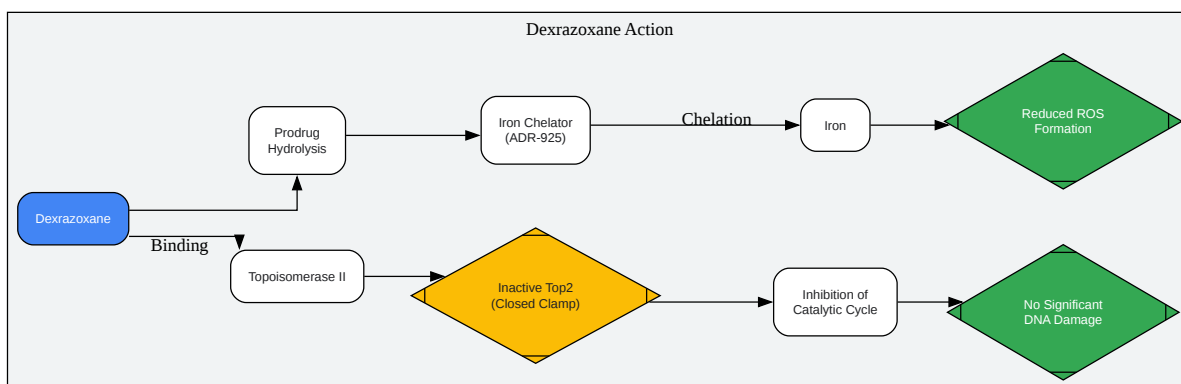 Dexrazoxane Action
Dexrazoxane
Prodrug
Hydrolysis
Iron Chelator
(ADR-925)
Chelation
Iron
Reduced ROS
Formation
Binding
Topoisomerase II
Inactive Top2
(Closed Clamp)
Inhibition of
Catalytic Cycle
No Significant
DNA Damage